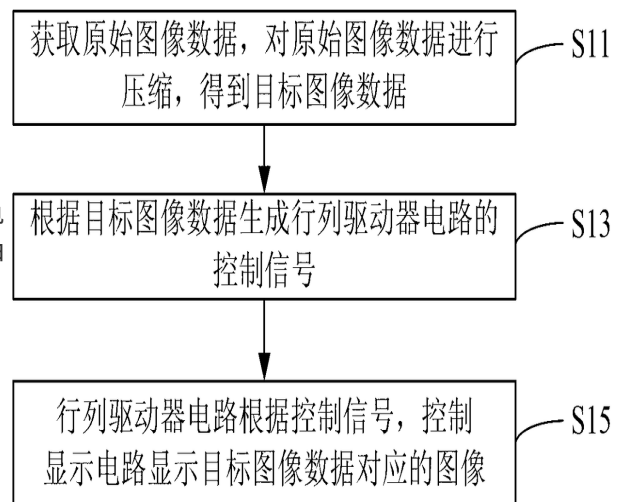 获取原始图像数据，对原始图像数据进行
压缩，得到目标图像数据
S11
根据目标图像数据生成行列驱动器电路的
控制信号
S13
行列驱动器电路根据控制信号，控制
显示电路显示目标图像数据对应的图像
S15